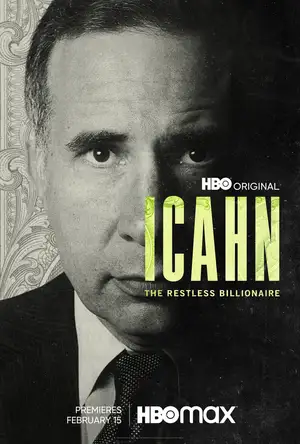 HBO ORIGINAL
ICAHN
THE RESTLESS BILLIONAIRE
PREMIERES
FEBRUARY 15
HBOmax